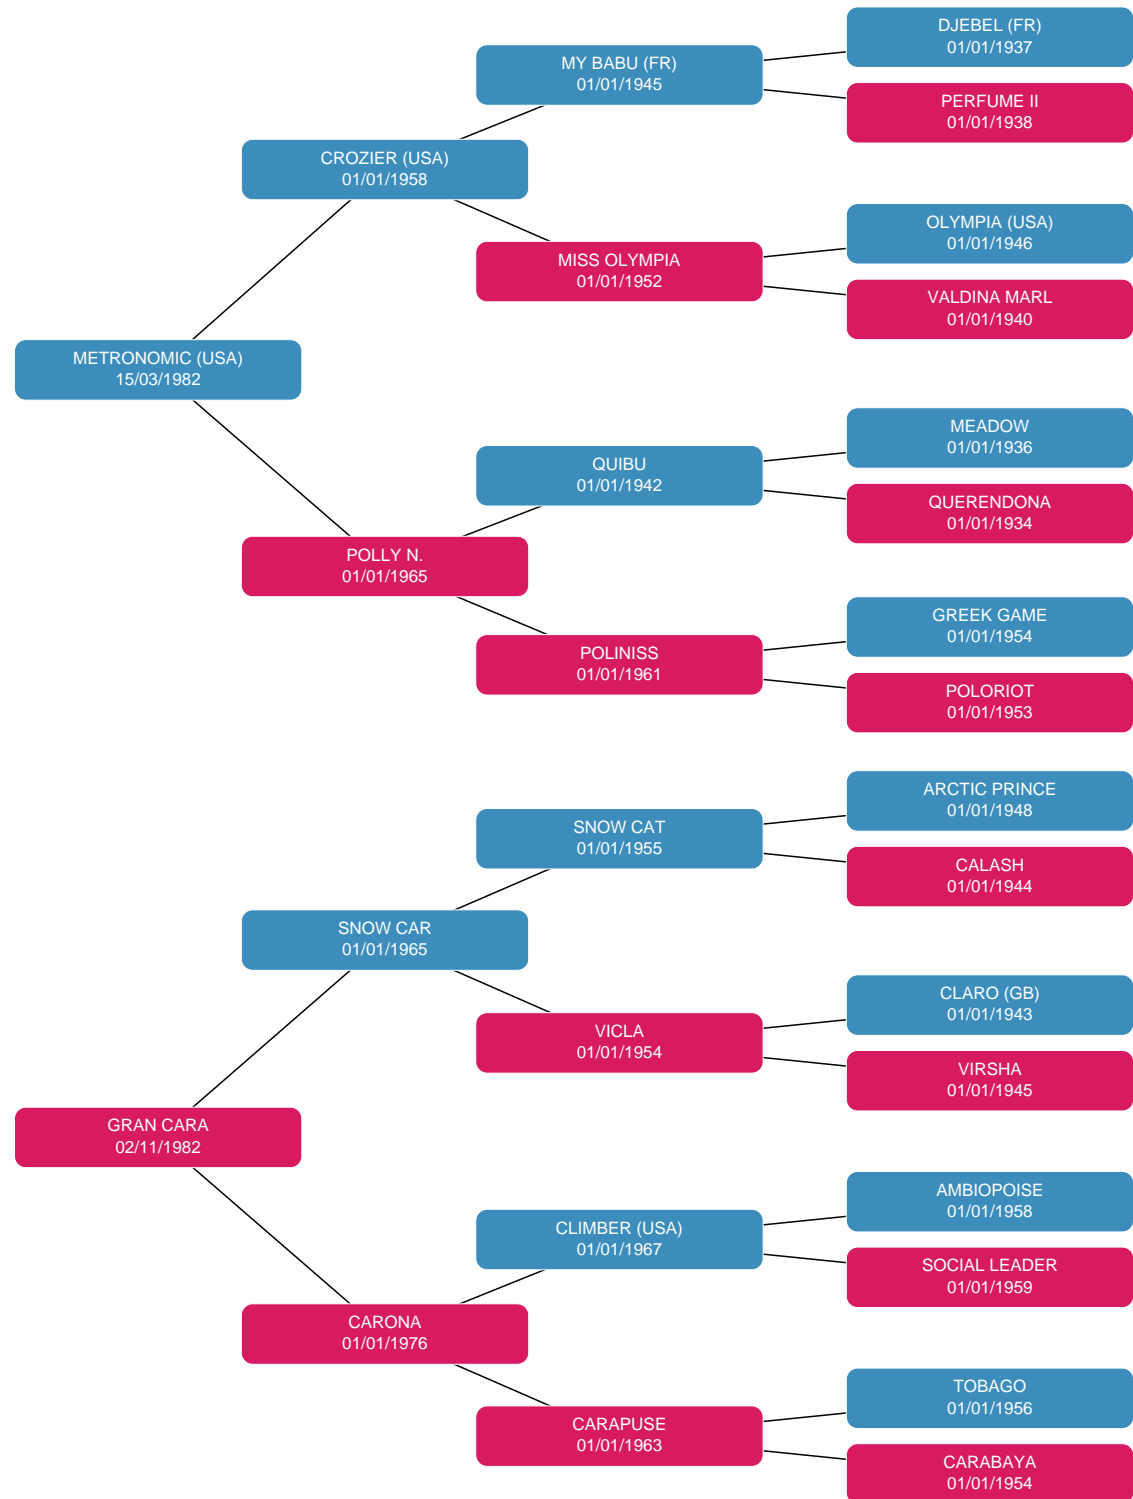 DJEBEL (FR)
01/01/1937
MY BABU (FR)
01/01/1945
PERFUME II
01/01/1938
CROZIER (USA)
01/01/1958
OLYMPIA (USA)
01/01/1946
MISS OLYMPIA
01/01/1952
VALDINA MARL
01/01/1940
METRONOMIC (USA)
15/03/1982
MEADOW
01/01/1936
QUIBU
01/01/1942
QUERENDONA
01/01/1934
POLLY N.
01/01/1965
GREEK GAME
01/01/1954
POLINISS
01/01/1961
POLORIOT
01/01/1953
ARCTIC PRINCE
01/01/1948
SNOW CAT
01/01/1955
CALASH
01/01/1944
SNOW CAR
01/01/1965
CLARO (GB)
01/01/1943
VICLA
01/01/1954
VIRSHA
01/01/1945
GRAN CARA
02/11/1982
AMBIOPOISE
01/01/1958
CLIMBER (USA)
01/01/1967
SOCIAL LEADER
01/01/1959
CARONA
01/01/1976
TOBAGO
01/01/1956
CARAPUSE
01/01/1963
CARABAYA
01/01/1954